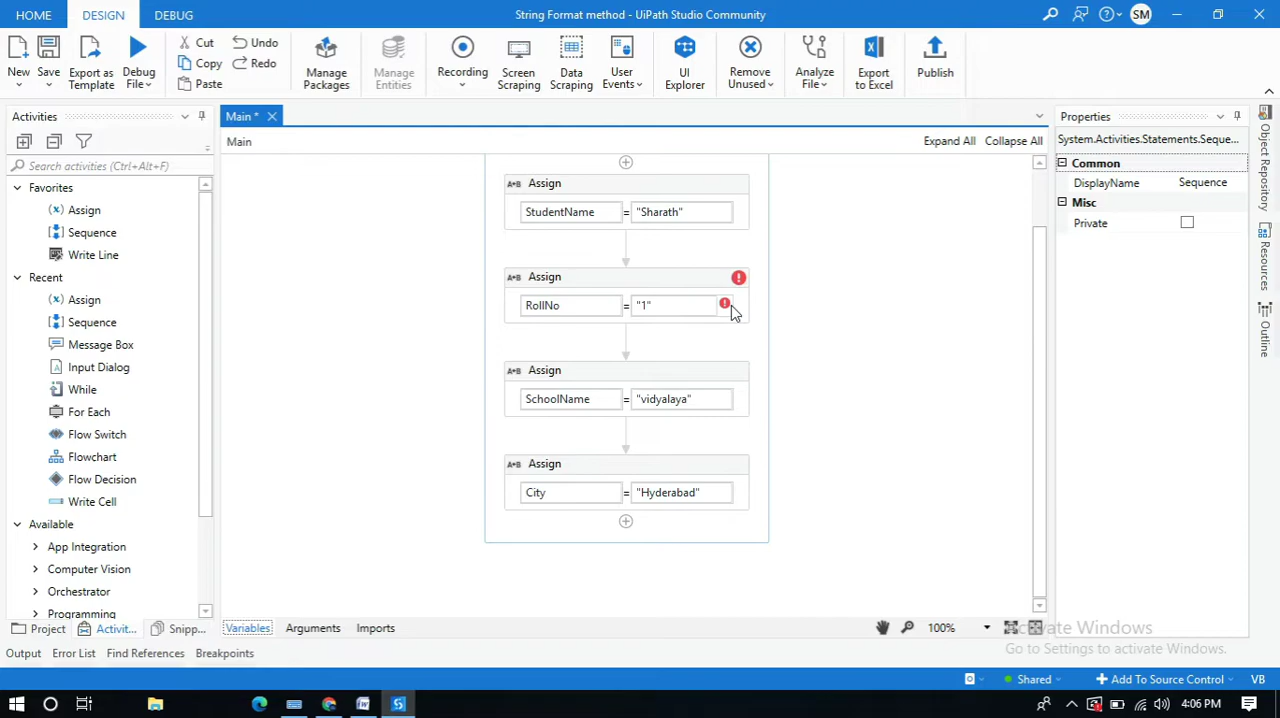 HOME DESIGN DEBUG String Format method - UiPath Studio Community SM
New Save Export as Template Debug File Cut Copy Paste Undo Redo Manage Packages Manage Entities Recording Screen Scraping Data Scraping User Events UI Explorer Remove Unused Analyze File Export to Excel Publish
Activities Main * Properties
Main Expand All Collapse All System.Activities.Statements.Seque...
Search activities (Ctrl+Alt+F) Common
Favorites Assign DisplayName Sequence
Assign StudentName = "Sharath" Misc
Sequence Private
Write Line
Recent Assign
Assign RollNo = "1"
Sequence
Message Box
Input Dialog Assign
While SchoolName = "vidyalaya"
For Each
Flow Switch
Flowchart Assign
Flow Decision City = "Hyderabad"
Write Cell
Available
App Integration
Computer Vision
Orchestrator
Programming
Project Activit... Snipp... Variables Arguments Imports 100%
Output Error List Find References Breakpoints
Activate Windows
Go to Settings to activate Windows.
Shared Add To Source Control VB
4:06 PM
Object Repository
Resources
Outline